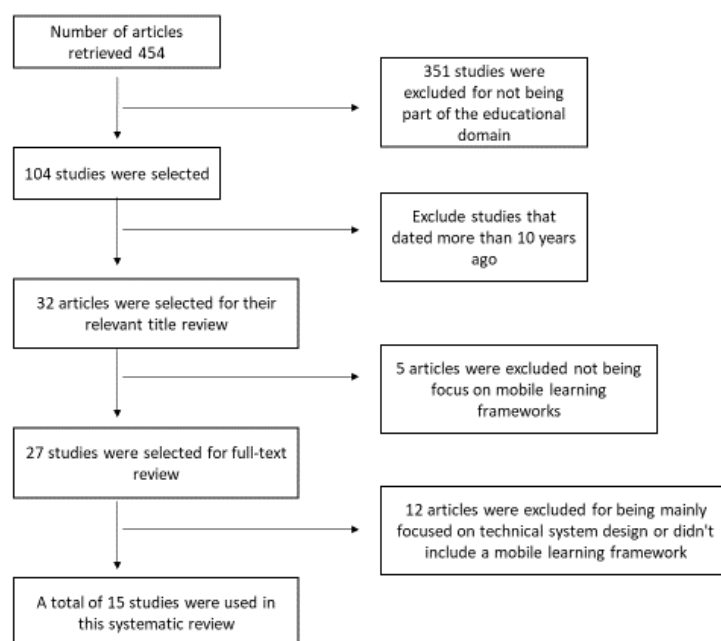 Number of articles
retrieved 454
351 studies were
excluded for not being
part of the educational
domain
104 studies were selected
Exclude studies that
dated more than 10 years
ago
32 articles were selected for their
relevant title review
5 articles were excluded not being
focus on mobile learning
frameworks
27 studies were selected for full-text
review
12 articles were excluded for being mainly
focused on technical system design or didn't
include a mobile learning framework
A total of 15 studies were used in
this systematic review